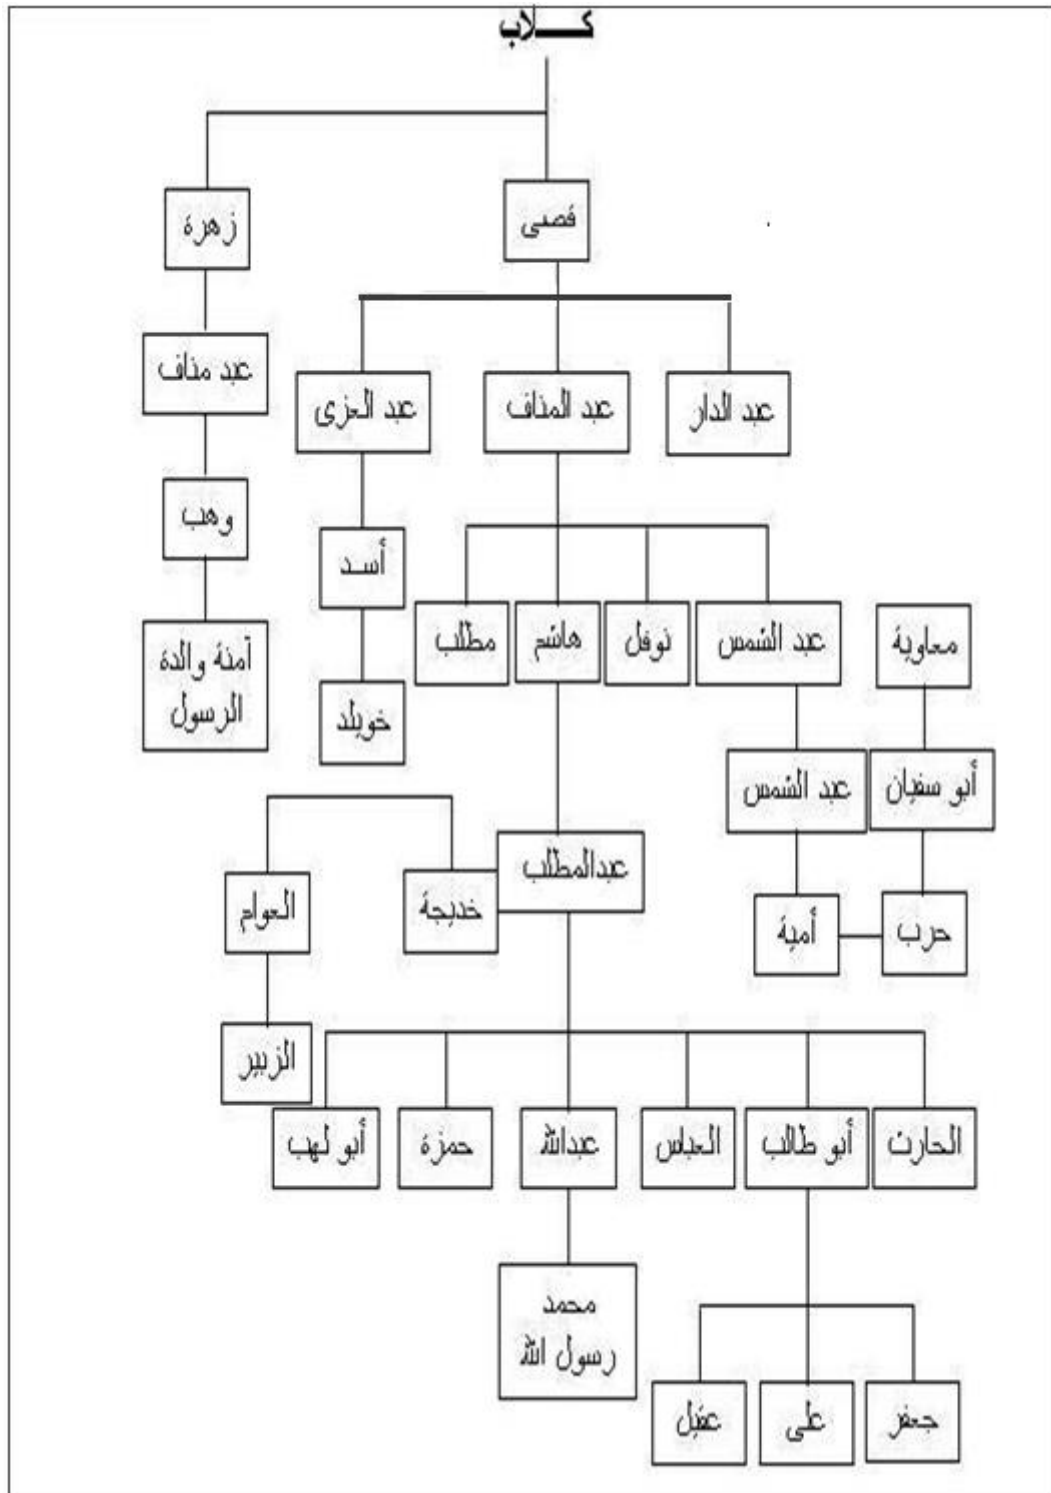 كـــلاب
قصى
زهرة
عبد مناف
عبد الدار
عبد المناف
عبد العزى
وهب
أسـد
معاوية
عبد الشمس
نوفل
هاشم
مطلب
آمنة والدة
الرسول
خويلد
أبو سفيان
عبد الشمس
عبدالمطلب
خديجة
العوام
حرب
أمية
الزبير
الحارث
أبو طالب
العباس
عبدالله
حمزة
أبو لهب
محمد
رسول الله
جعفر
على
عقيل